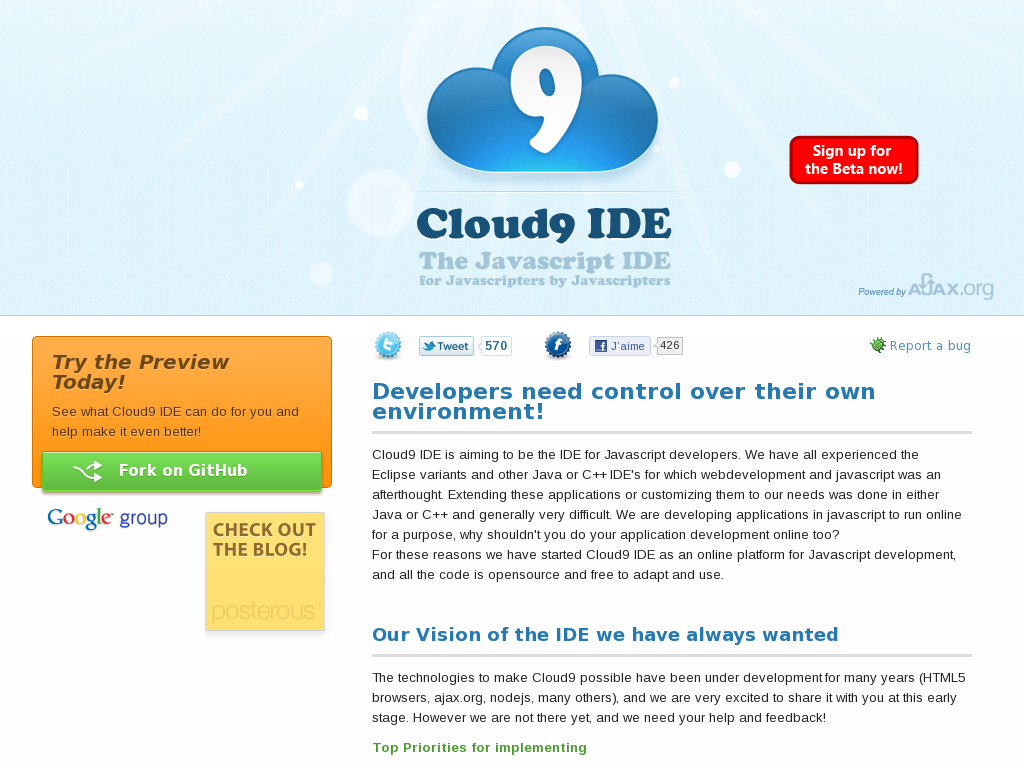 9
Sign up for
the Beta now!
Cloud9 IDE
The Javascript IDE
for Javascripters by Javascripters
Powered by AJAX.org
Try the Preview
Today!
See what Cloud9 IDE can do for you and
help make it even better!
Fork on GitHub
Google group
CHECK OUT
THE BLOG!
posterous™
Tweet 570 J'aime 426 Report a bug
Developers need control over their own
environment!
Cloud9 IDE is aiming to be the IDE for Javascript developers. We have all experienced the
Eclipse variants and other Java or C++ IDE's for which webdevelopment and javascript was an
afterthought. Extending these applications or customizing them to our needs was done in either
Java or C++ and generally very difficult. We are developing applications in javascript to run online
for a purpose, why shouldn't you do your application development online too?
For these reasons we have started Cloud9 IDE as an online platform for Javascript development,
and all the code is opensource and free to adapt and use.
Our Vision of the IDE we have always wanted
The technologies to make Cloud9 possible have been under development for many years (HTML5
browsers, ajax.org, nodejs, many others), and we are very excited to share it with you at this early
stage. However we are not there yet, and we need your help and feedback!
Top Priorities for implementing